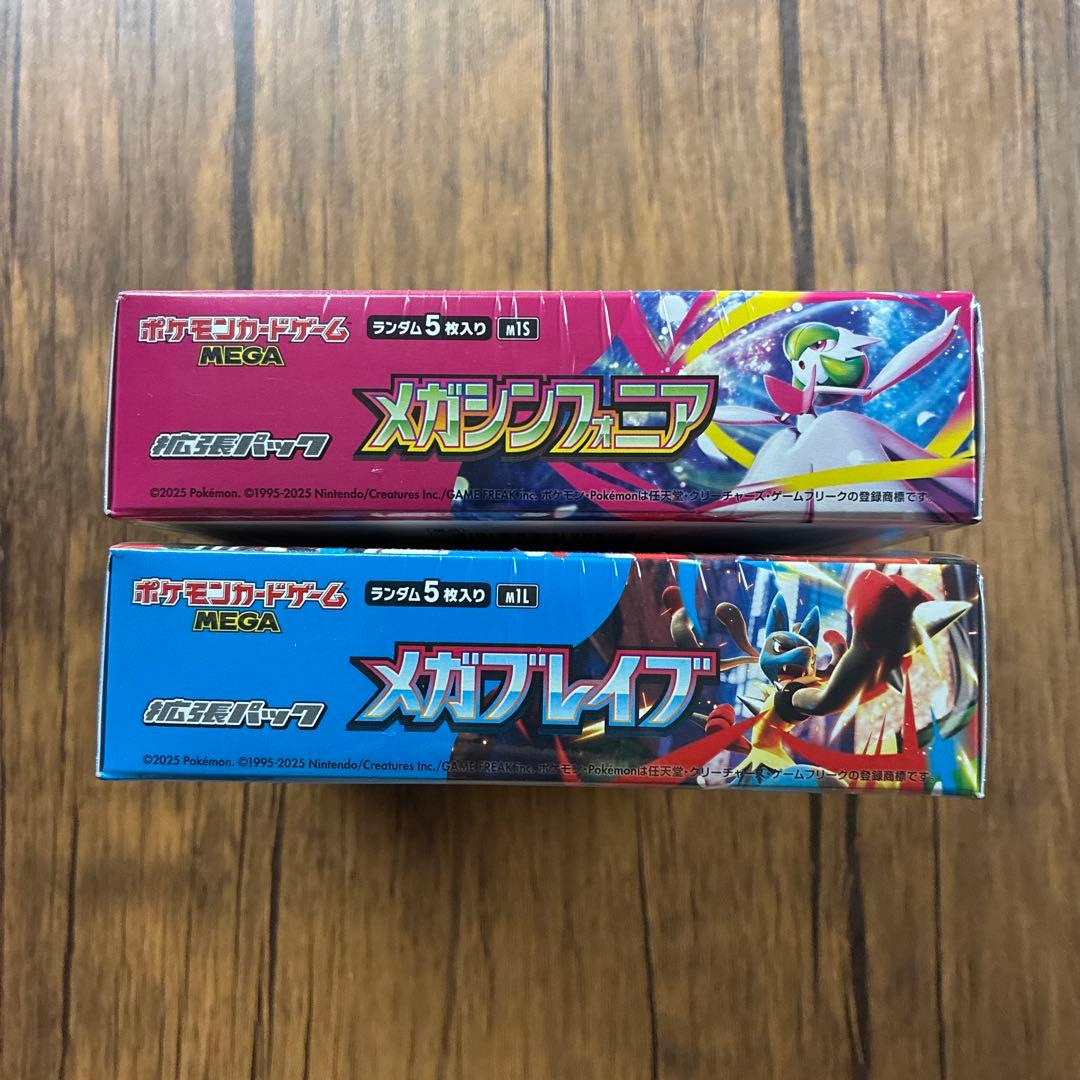 ポケモンカードゲーム
MEGA
ランダム5枚入り m1S
メガシンフォニア
拡張パック
©2025 Pokémon. ©1995-2025 Nintendo/Creatures Inc./GAME FREAK inc. ポケモン・Pokémonは任天堂・クリーチャーズ・ゲームフリークの登録商標です。
ポケモンカードゲーム
MEGA
ランダム5枚入り m1L
メガブレイブ
拡張パック
©2025 Pokémon. ©1995-2025 Nintendo/Creatures Inc./GAME FREAK inc. ポケモン・Pokémonは任天堂・クリーチャーズ・ゲームフリークの登録商標です。